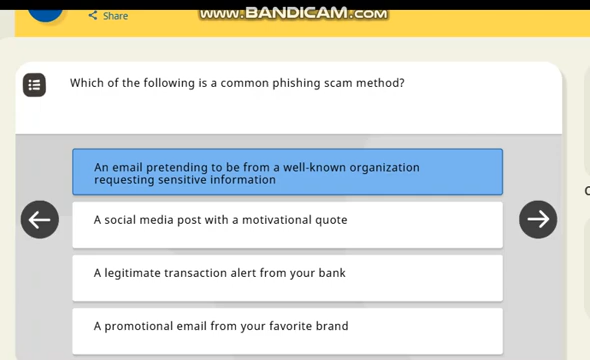 Share
WWW.BANDICAM.COM
Which of the following is a common phishing scam method?
An email pretending to be from a well-known organization
requesting sensitive information
A social media post with a motivational quote
A legitimate transaction alert from your bank
A promotional email from your favorite brand